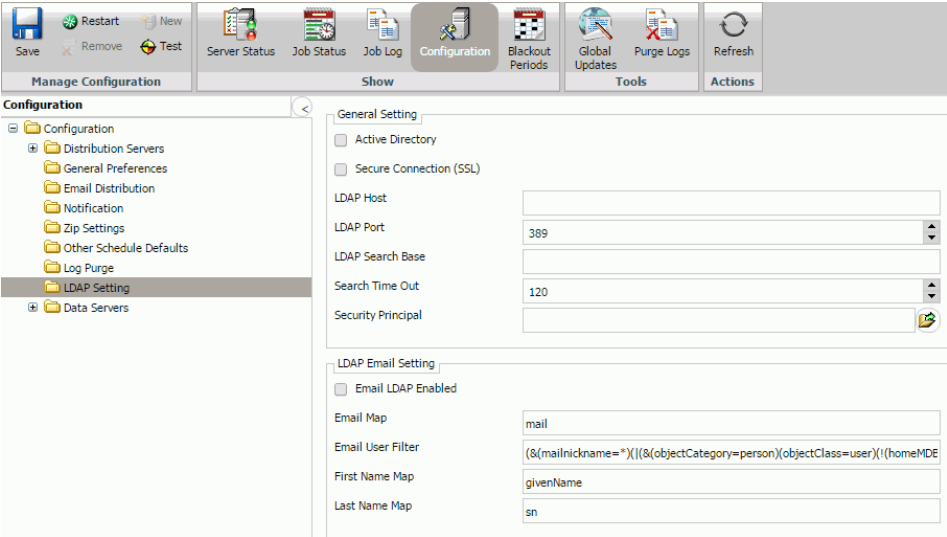 Restart New
Save Remove Test
Manage Configuration
Server Status Job Status Job Log Configuration Blackout Periods
Show
Global Updates Purge Logs
Tools
Refresh
Actions
Configuration
<
Configuration
Distribution Servers
General Preferences
Email Distribution
Notification
Zip Settings
Other Schedule Defaults
Log Purge
LDAP Setting
Data Servers
General Setting
Active Directory
Secure Connection (SSL)
LDAP Host
LDAP Port 389
LDAP Search Base
Search Time Out 120
Security Principal
LDAP Email Setting
Email LDAP Enabled
Email Map mail
Email User Filter (&(mailnickname=*)(|(&(objectCategory=person)(objectClass=user)(!(homeMDE
First Name Map givenName
Last Name Map sn